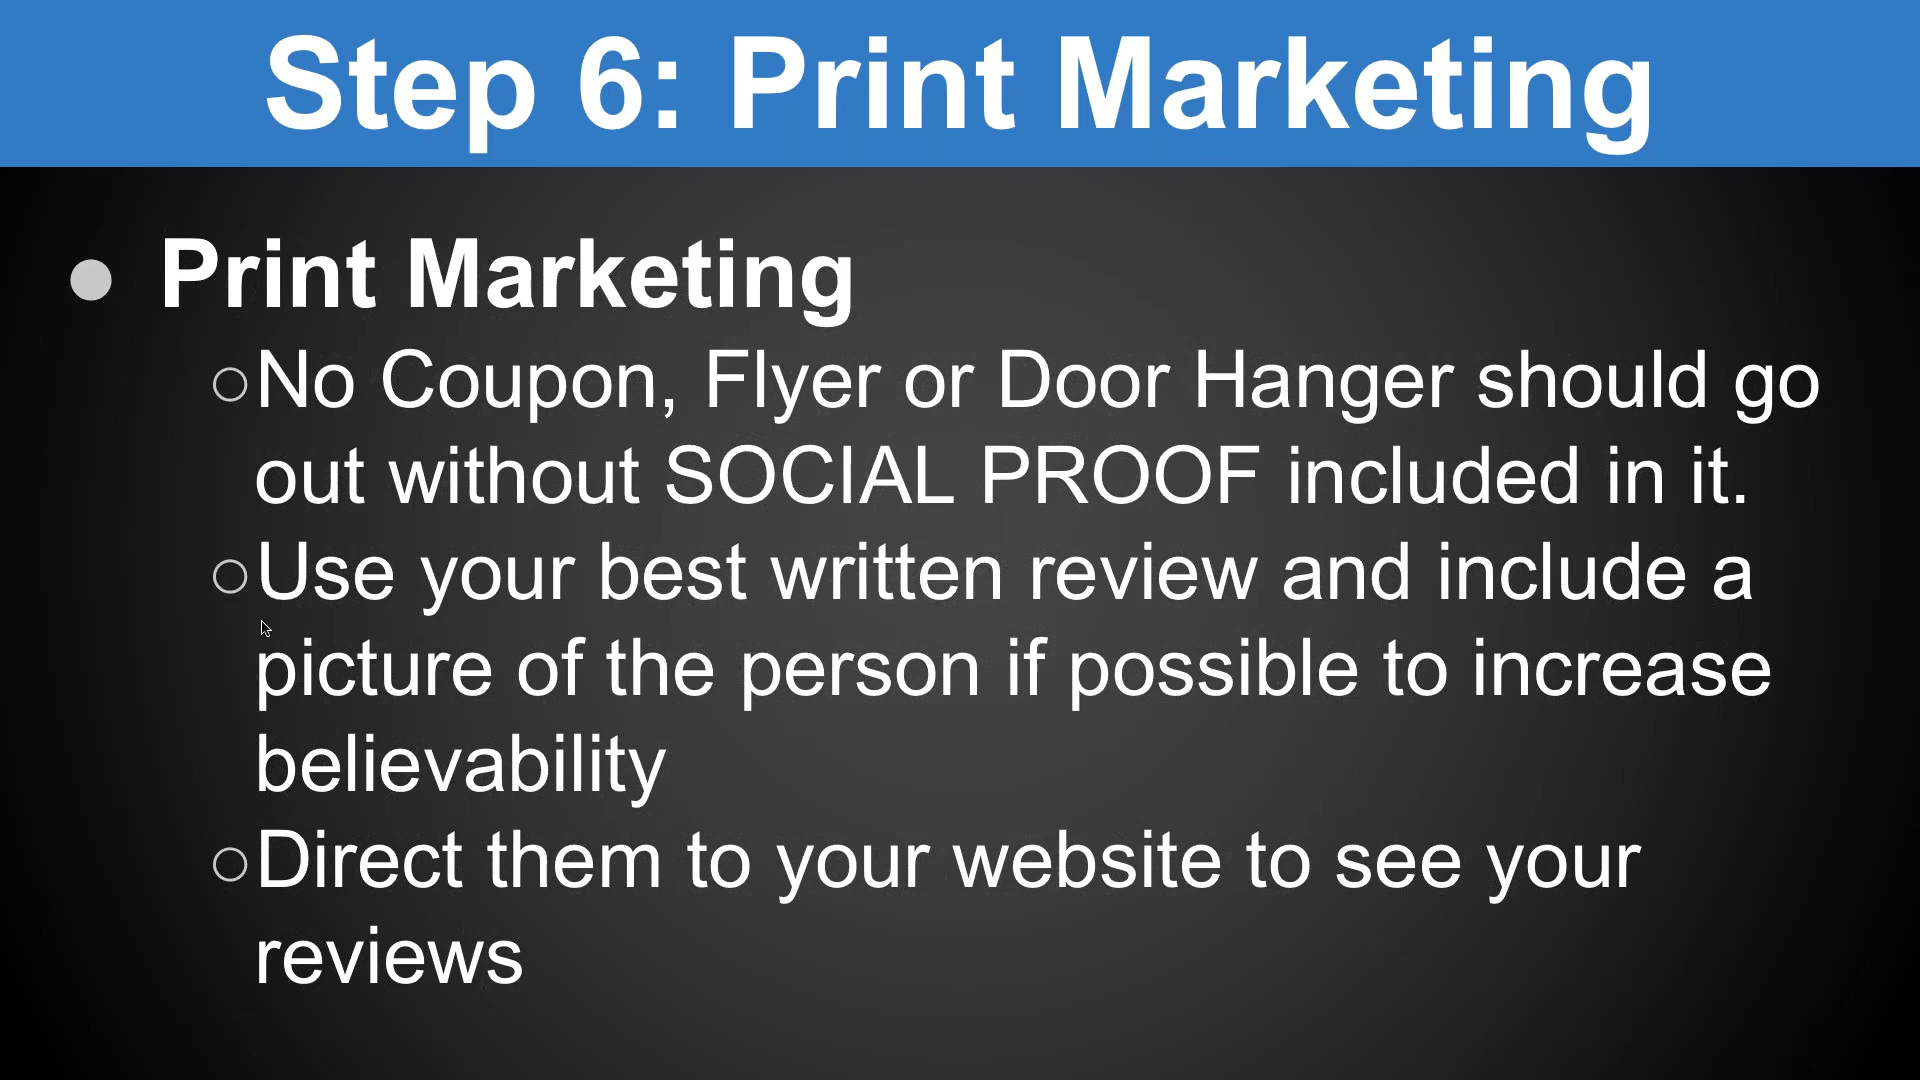 Step 6: Print Marketing
● Print Marketing
○No Coupon, Flyer or Door Hanger should go
out without SOCIAL PROOF included in it.
○Use your best written review and include a
picture of the person if possible to increase
believability
○Direct them to your website to see your
reviews